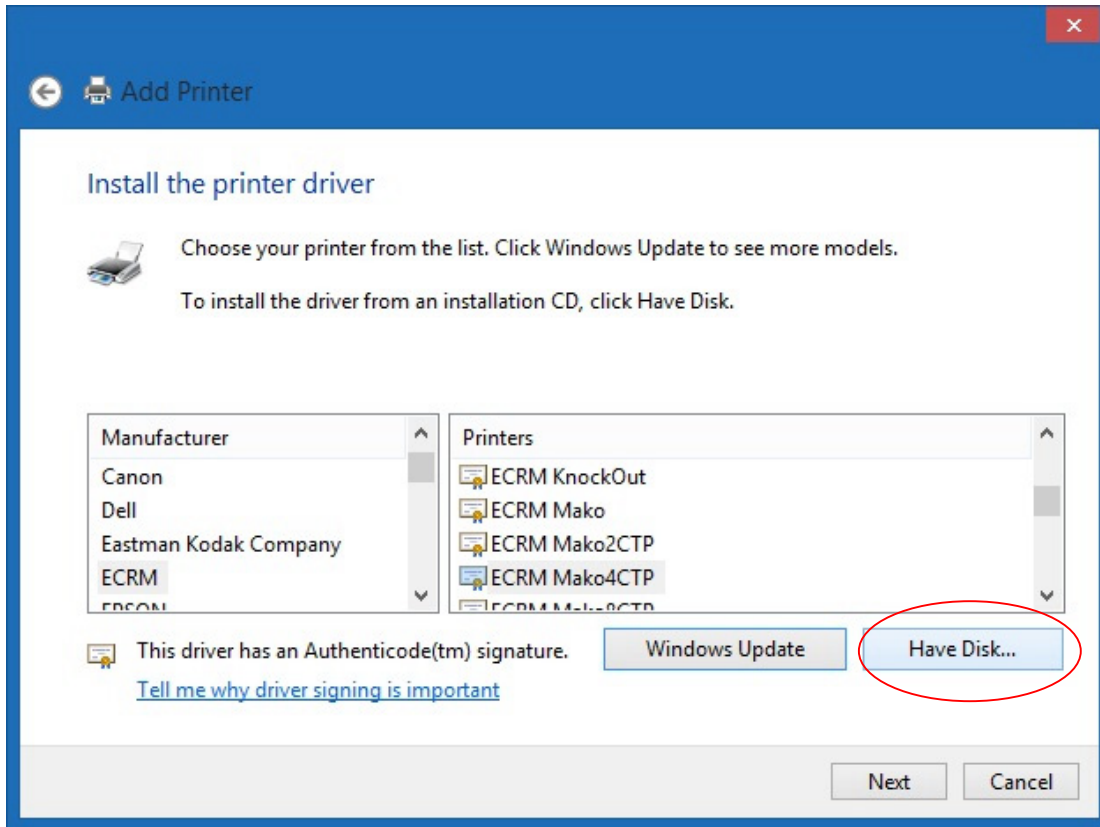 Add Printer
Install the printer driver
Choose your printer from the list. Click Windows Update to see more models.
To install the driver from an installation CD, click Have Disk.
Manufacturer
Canon
Dell
Eastman Kodak Company
ECRM
EPSON
Printers
ECRM KnockOut
ECRM Mako
ECRM Mako2CTP
ECRM Mako4CTP
ECRM Mako8CTP
This driver has an Authenticode(tm) signature.
Tell me why driver signing is important
Windows Update
Have Disk...
Next
Cancel